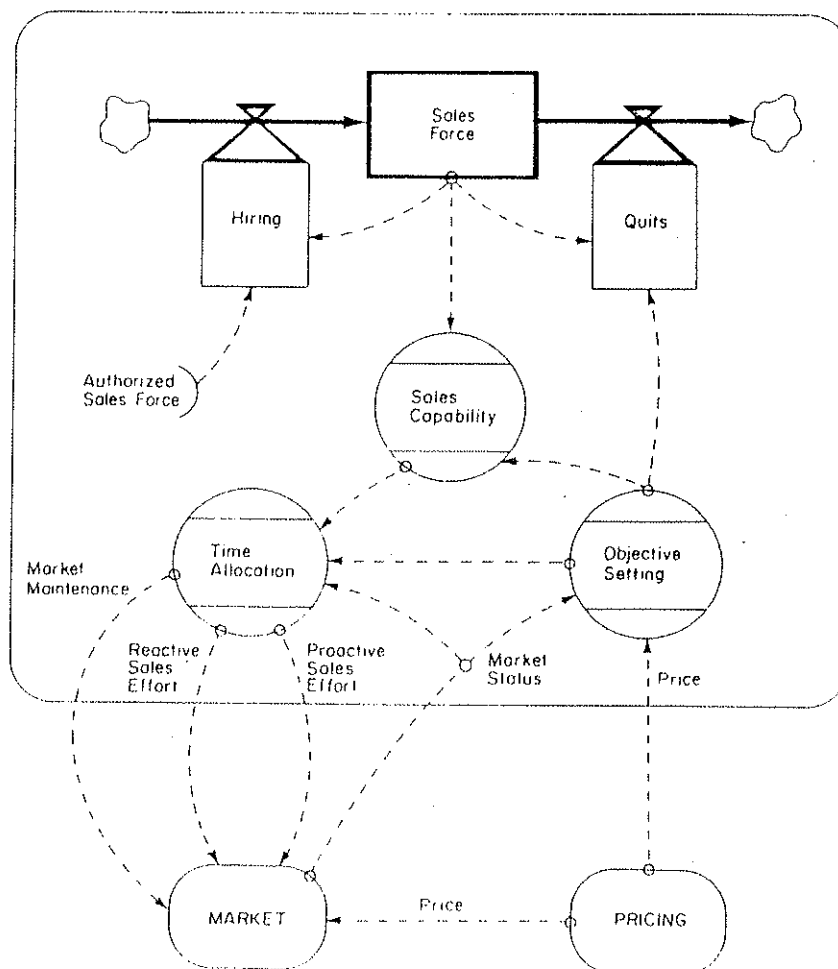 Sales
Force
Hiring
Quits
Authorized
Sales Force
Sales
Capability
Time
Allocation
Objective
Setting
Market
Maintenance
Reactive
Sales
Effort
Proactive
Sales
Effort
Market
Status
Price
MARKET
Price
PRICING